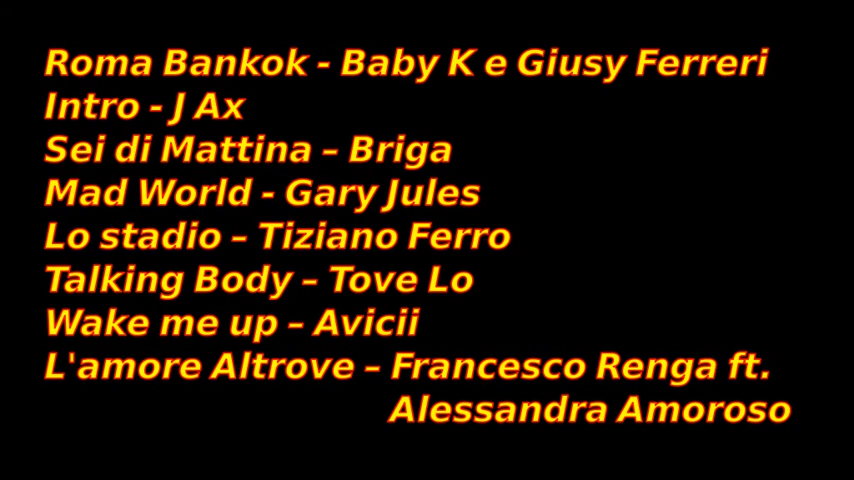 Roma Bankok - Baby K e Giusy Ferreri
Intro - J Ax
Sei di Mattina – Briga
Mad World - Gary Jules
Lo stadio – Tiziano Ferro
Talking Body – Tove Lo
Wake me up – Avicii
L'amore Altrove – Francesco Renga ft.
Alessandra Amoroso